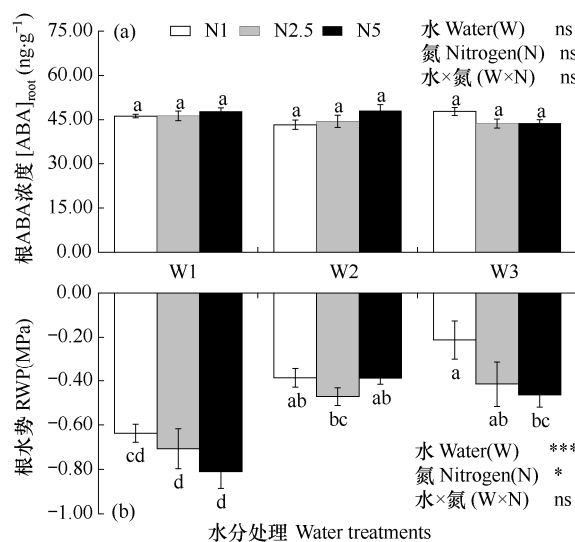 (a) N1 N2.5 N5
水 Water(W) ns
氮 Nitrogen(N) ns
水×氮 (W×N) ns
根ABA浓度 [ABA]root (ng·g⁻¹)
75.00
60.00
45.00
30.00
15.00
0.00
a a a a a a a a a
W1 W2 W3
根水势 RWP(MPa)
0.00
−0.20
−0.40
−0.60
−0.80
−1.00
cd d d ab bc ab a ab bc
水 Water(W) ***
氮 Nitrogen(N) *
水×氮 (W×N) ns
(b)
水分处理 Water treatments